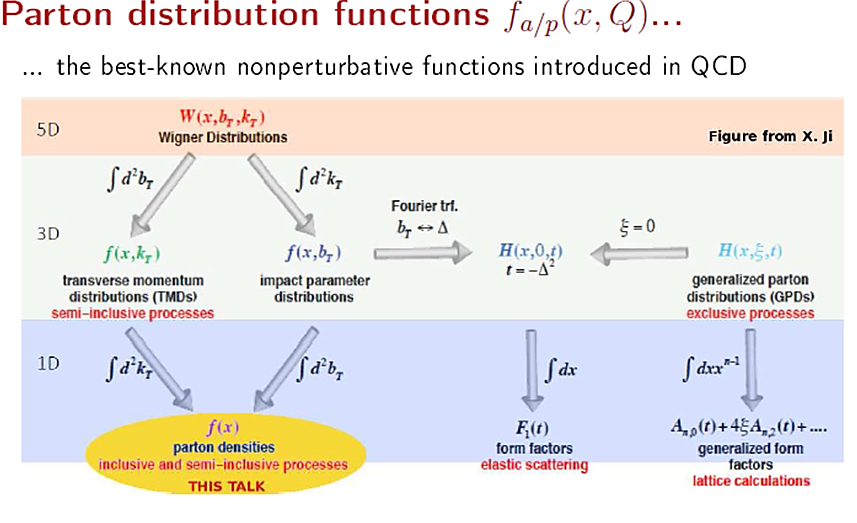 Parton distribution functions f_{a/p}(x, Q)...
... the best-known nonperturbative functions introduced in QCD
5D
W(x,b_T,k_T)
Wigner Distributions
Figure from X. Ji
∫d²b_T
∫d²k_T
Fourier trf.
b_T ↔ Δ
ξ = 0
3D
f(x,k_T)
transverse momentum
distributions (TMDs)
semi-inclusive processes
f(x,b_T)
impact parameter
distributions
H(x,0,t)
t = −Δ²
H(x,ξ,t)
generalized parton
distributions (GPDs)
exclusive processes
1D
∫d²k_T
∫d²b_T
∫dx
∫dxx^{n-1}
f(x)
parton densities
inclusive and semi-inclusive processes
THIS TALK
F₁(t)
form factors
elastic scattering
A_{n,0}(t)+4ξA_{n,2}(t)+....
generalized form
factors
lattice calculations